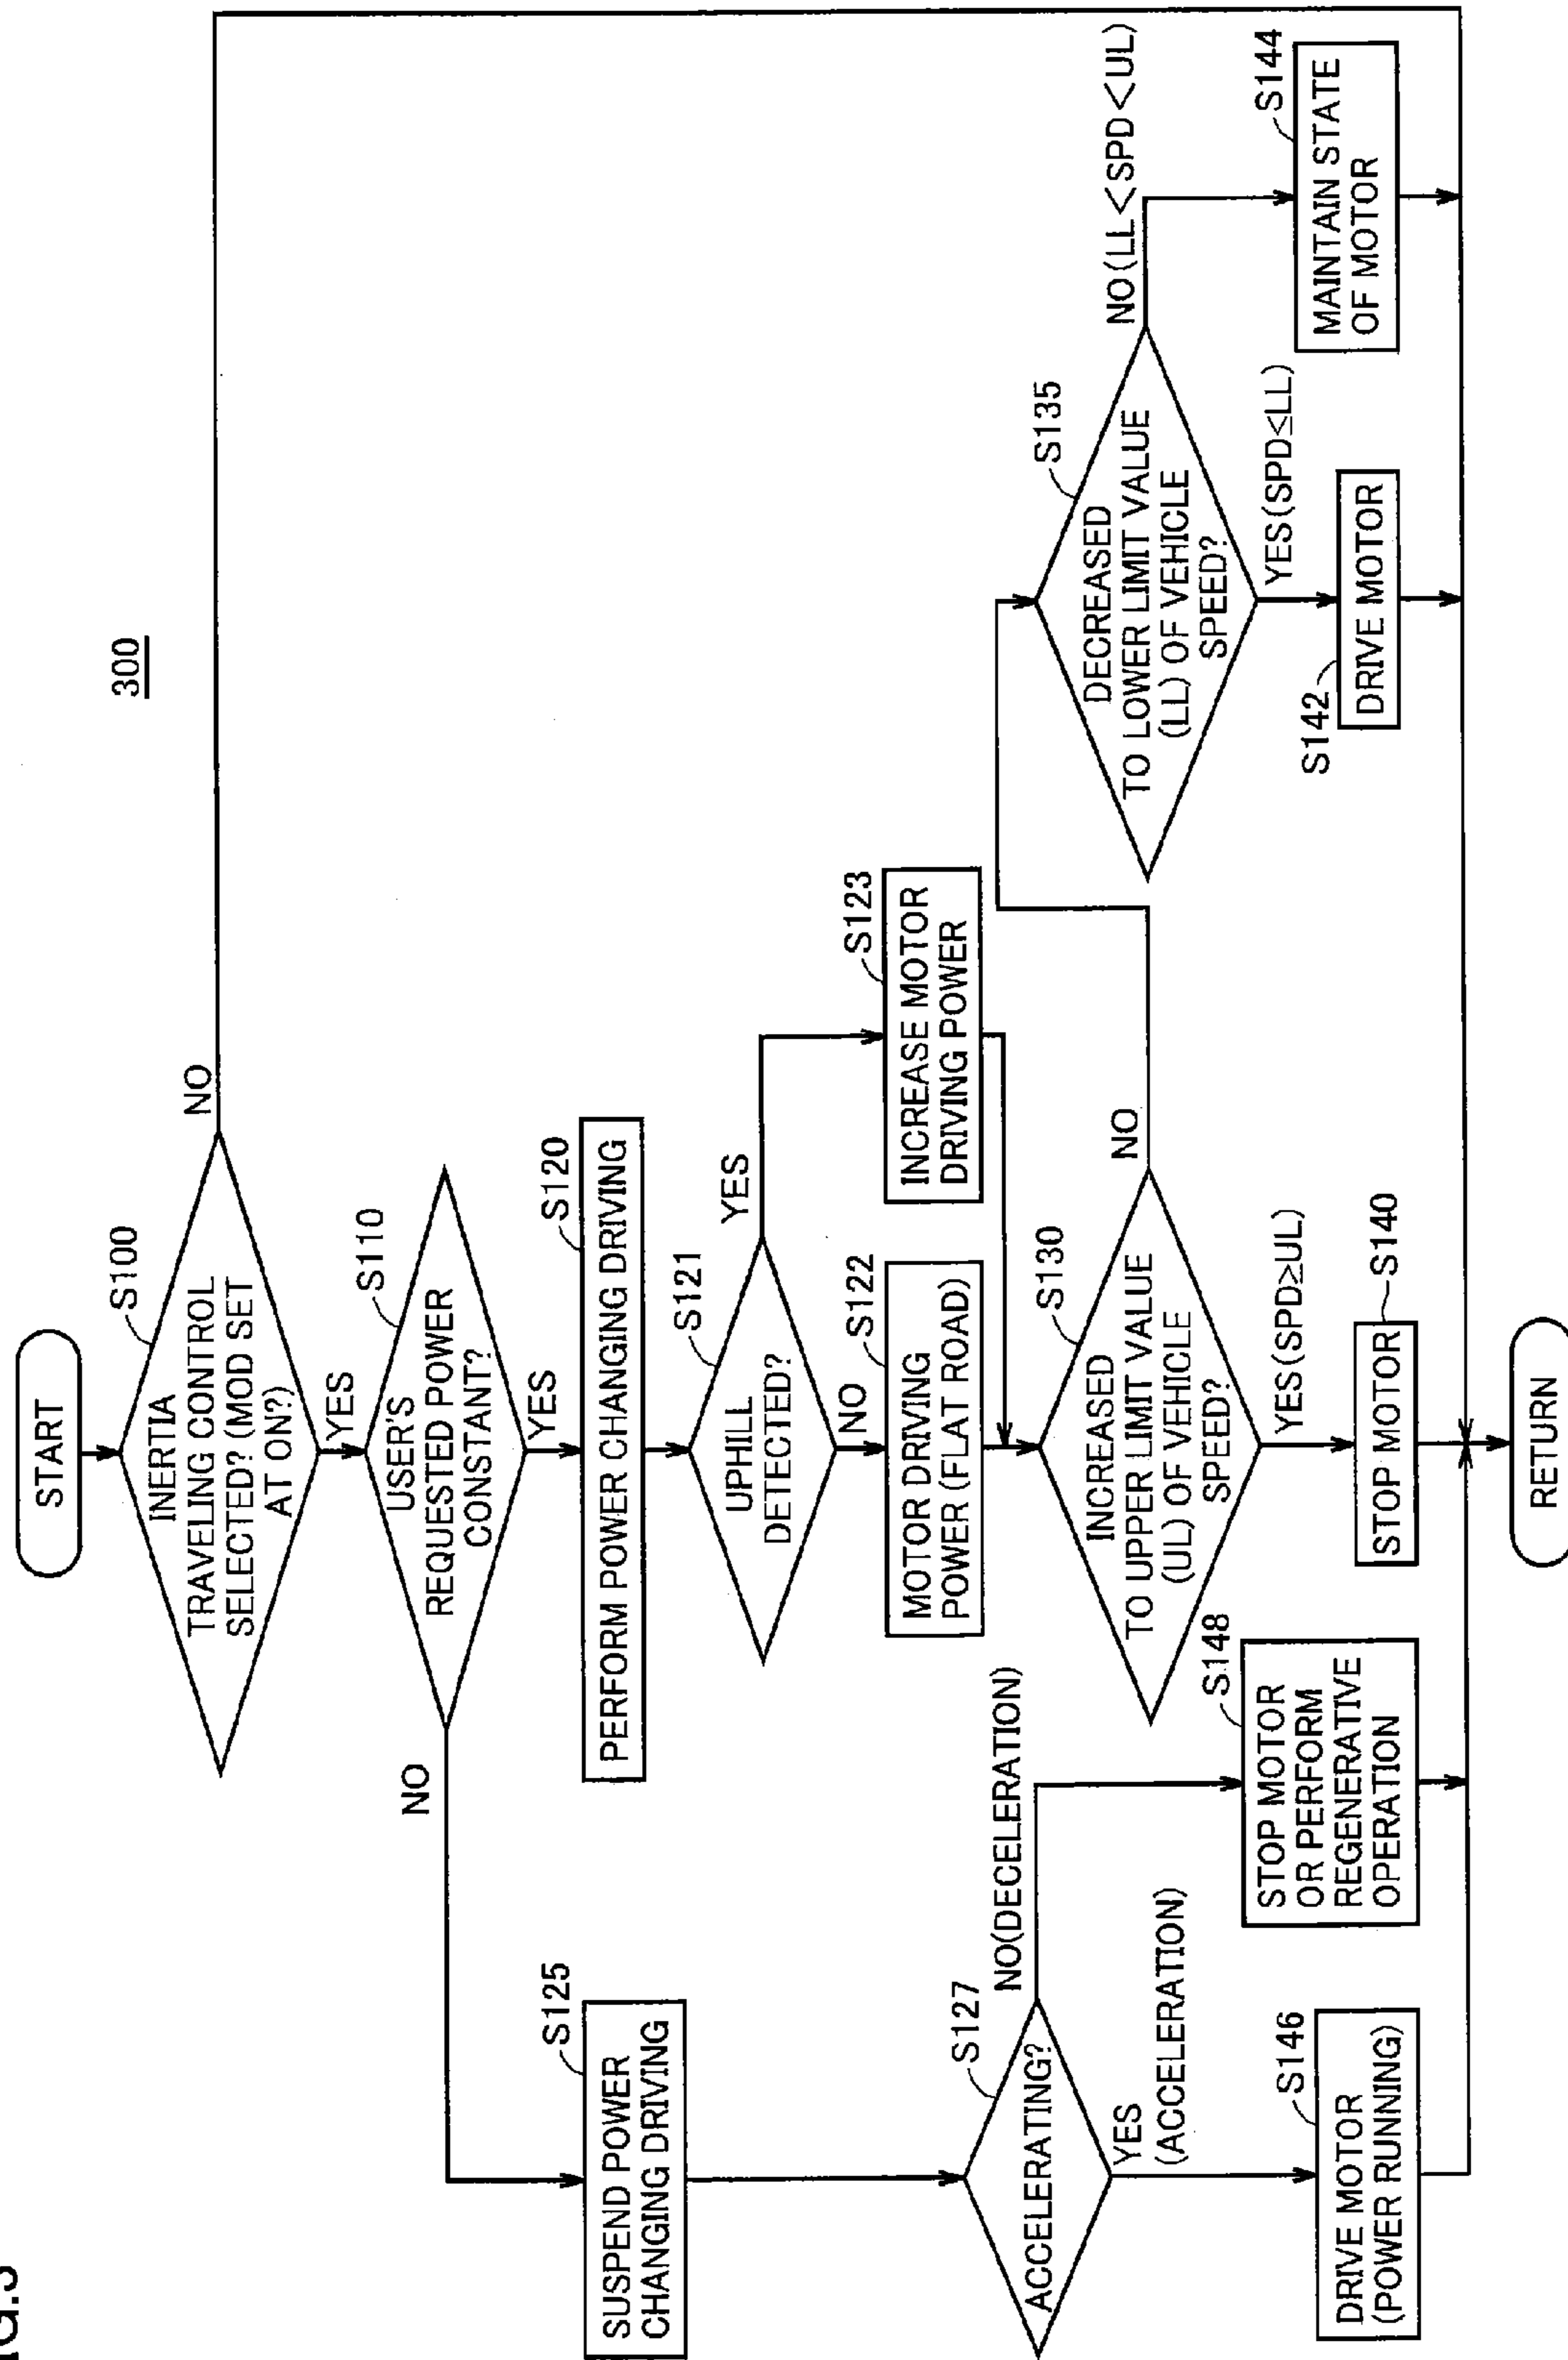 IG.5
300
START
S100
INERTIA
TRAVELING CONTROL
SELECTED? (MOD SET
AT ON?)
NO
YES
S110
USER'S
REQUESTED POWER
CONSTANT?
NO
YES
S125
SUSPEND POWER
CHANGING DRIVING
S120
PERFORM POWER CHANGING DRIVING
S121
UPHILL
DETECTED?
YES
NO
S122
MOTOR DRIVING
POWER (FLAT ROAD)
S123
INCREASE MOTOR
DRIVING POWER
S127
ACCELERATING?
NO(DECELERATION)
YES
(ACCELERATION)
S130
INCREASED
TO UPPER LIMIT VALUE
(UL) OF VEHICLE
SPEED?
NO
YES(SPD≥UL)
S135
DECREASED
TO LOWER LIMIT VALUE
(LL) OF VEHICLE
SPEED?
NO(LL<SPD<UL)
YES(SPD≤LL)
S146
DRIVE MOTOR
(POWER RUNNING)
S148
STOP MOTOR
OR PERFORM
REGENERATIVE
OPERATION
S140
STOP MOTOR
S142
DRIVE MOTOR
S144
MAINTAIN STATE
OF MOTOR
RETURN